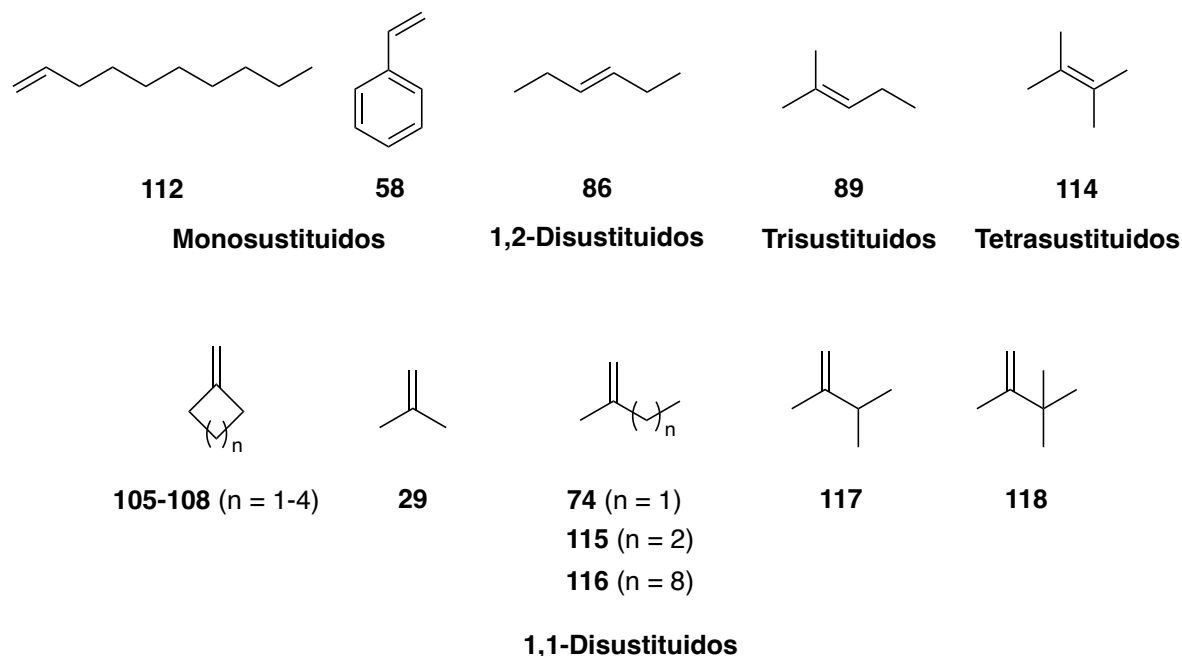 112 58 86 89 114
Monosustituidos 1,2-Disustituidos Trisustituidos Tetrasustituidos
( ) n
( ) n
105-108 (n = 1-4) 29 74 (n = 1) 117 118
115 (n = 2)
116 (n = 8)
1,1-Disustituidos